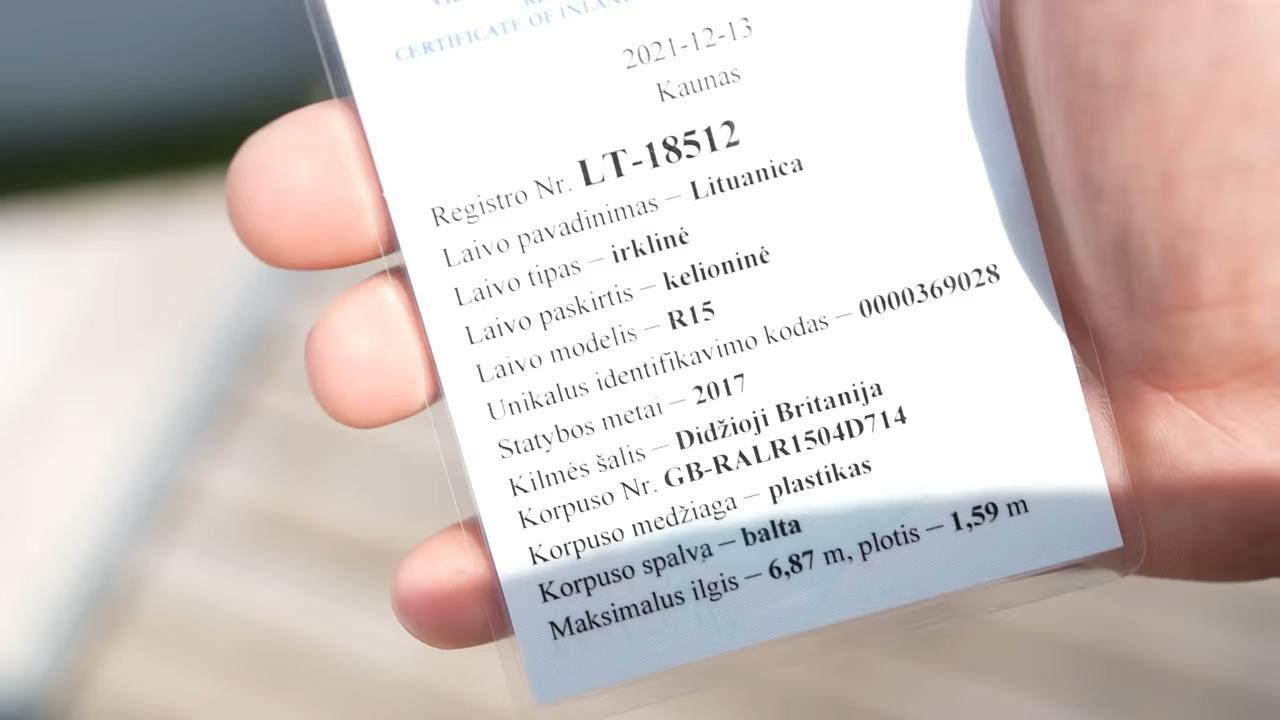 CERTIFICATE OF INLAN
2021-12-13
Kaunas
Registro Nr. LT-18512
Laivo pavadinimas – Lituanica
Laivo tipas – irklinė
Laivo paskirtis – kelioninė
Laivo modelis – R15
Unikalus identifikavimo kodas – 0000369028
Statybos metai – 2017
Kilmės šalis – Didžioji Britanija
Korpuso Nr. GB-RALR1504D714
Korpuso medžiaga – plastikas
Korpuso spalva – balta
Maksimalus ilgis – 6,87 m, plotis – 1,59 m